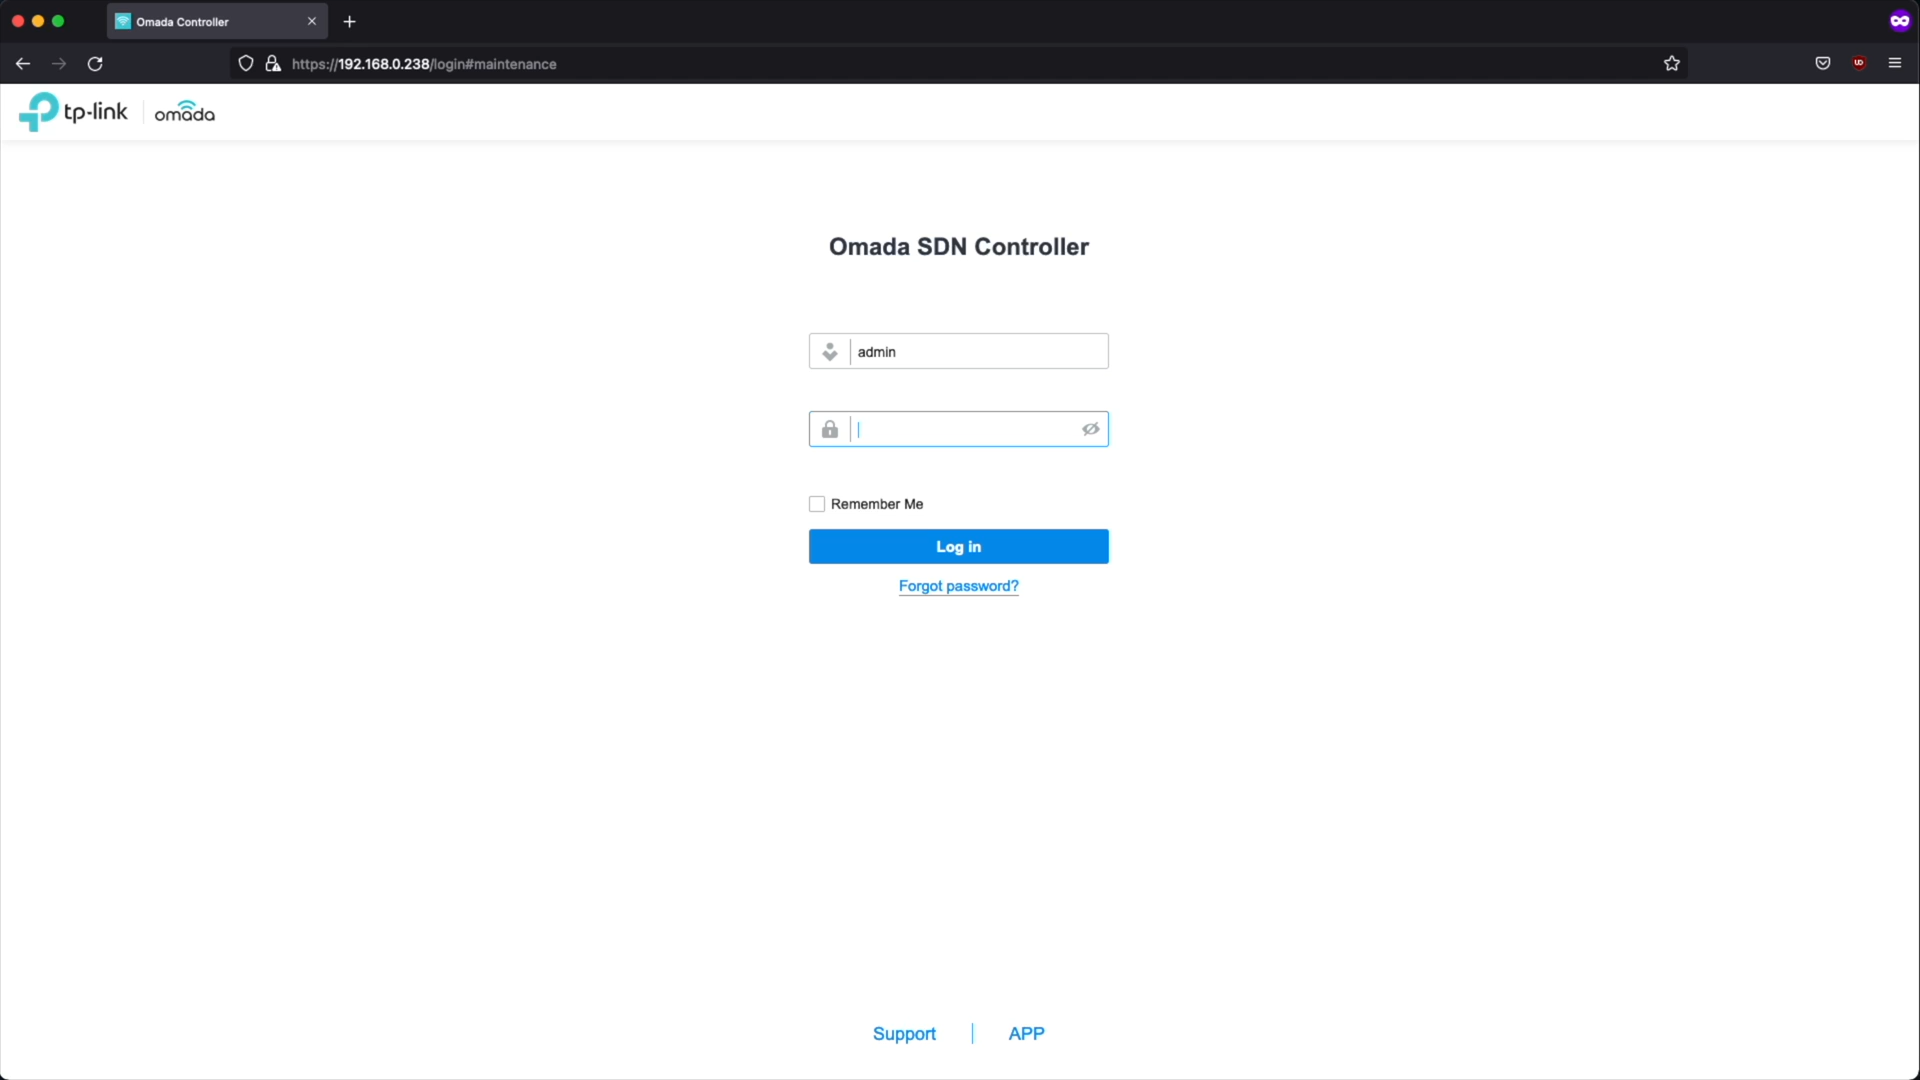 Omada Controller
https://192.168.0.238/login#maintenance
tp-link | omada
Omada SDN Controller
admin
Remember Me
Log in
Forgot password?
Support | APP